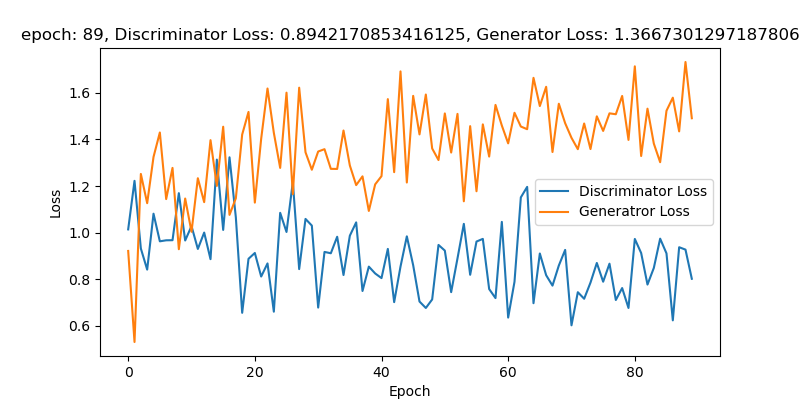 epoch: 89, Discriminator Loss: 0.8942170853416125, Generator Loss: 1.3667301297187806
1.6
1.4
1.2
1.0
0.8
0.6
Loss
Discriminator Loss
Generatror Loss
0 20 40 60 80
Epoch